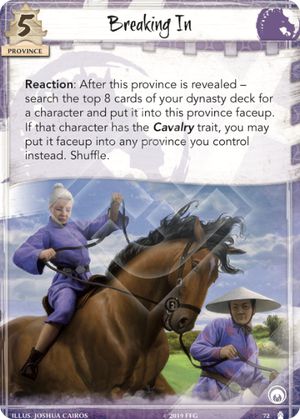 Breaking In
5
PROVINCE
Reaction: After this province is revealed –
search the top 8 cards of your dynasty deck for
a character and put it into this province faceup.
If that character has the Cavalry trait, you may
put it faceup into any province you control
instead. Shuffle.
ILLUS. JOSHUA CAIRÓS
© 2019 FFG
72